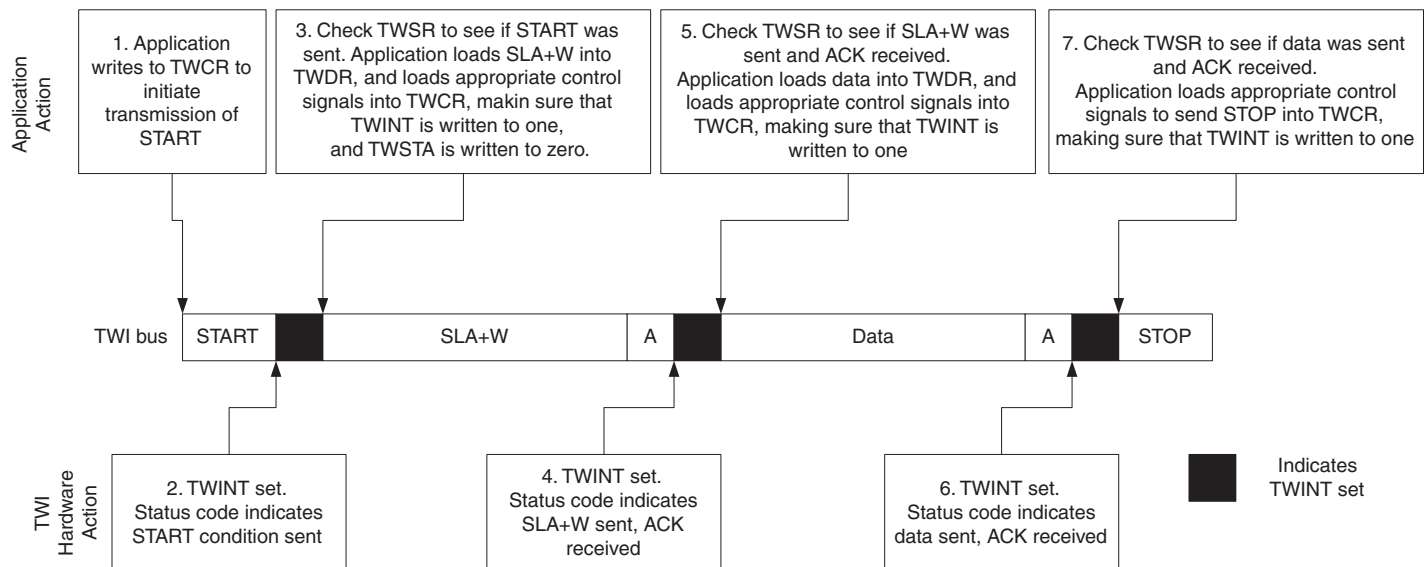 Application
Action
1. Application
writes to TWCR to
initiate
transmission of
START
3. Check TWSR to see if START was
sent. Application loads SLA+W into
TWDR, and loads appropriate control
signals into TWCR, makin sure that
TWINT is written to one,
and TWSTA is written to zero.
5. Check TWSR to see if SLA+W was
sent and ACK received.
Application loads data into TWDR, and
loads appropriate control signals into
TWCR, making sure that TWINT is
written to one
7. Check TWSR to see if data was sent
and ACK received.
Application loads appropriate control
signals to send STOP into TWCR,
making sure that TWINT is written to one
TWI bus
START
SLA+W
A
Data
A
STOP
TWI
Hardware
Action
2. TWINT set.
Status code indicates
START condition sent
4. TWINT set.
Status code indicates
SLA+W sent, ACK
received
6. TWINT set.
Status code indicates
data sent, ACK received
Indicates
TWINT set